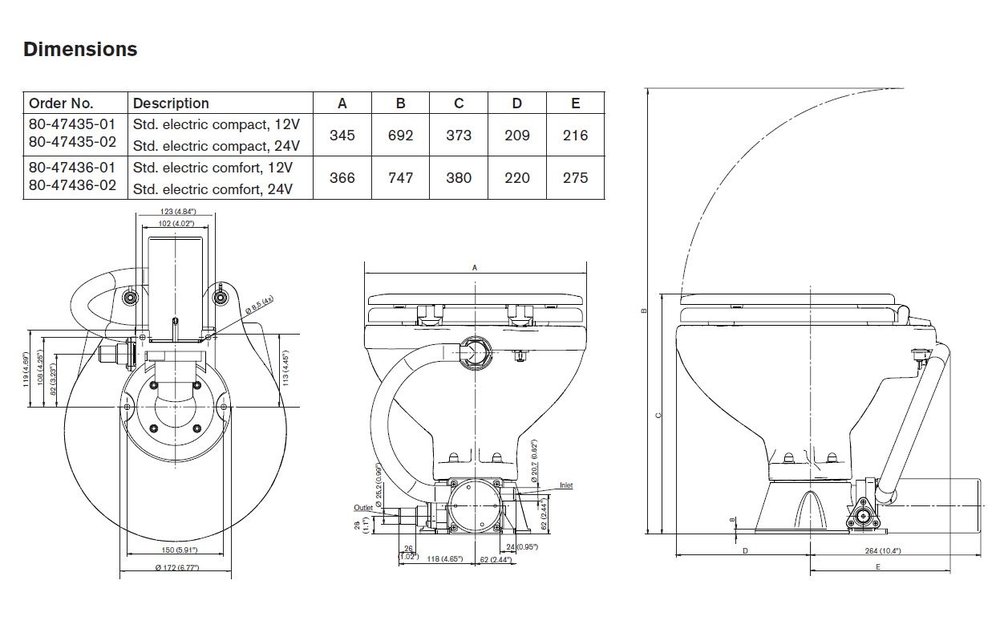 Dimensions
Order No. Description A B C D E
80-47435-01 Std. electric compact, 12V
80-47435-02 Std. electric compact, 24V
345 692 373 209 216
80-47436-01 Std. electric comfort, 12V
80-47436-02 Std. electric comfort, 24V
366 747 380 220 275
123 (4.84")
102 (4.02")
Ø 8,5 (4x)
119 (4.69")
108 (4.25")
82 (3.23")
113 (4.45")
150 (5.91")
Ø 172 (6.77")
A
Ø 25,2 (0.99")
Ø 20,7 (0.82")
Inlet
Outlet
28
(1.1")
62 (2.44")
26
(1.02")
24 (0.95")
118 (4.65")
62 (2.44")
B
C
8
D
264 (10.4")
E